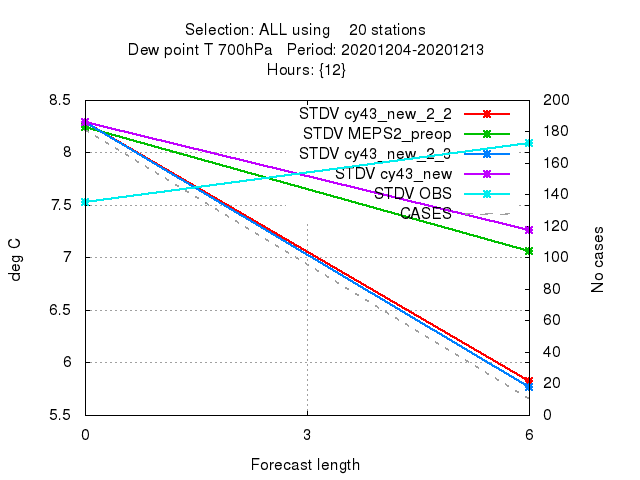 Selection: ALL using    20 stations
Dew point T 700hPa   Period: 20201204-20201213
Hours: {12}
8.5
8
7.5
7
6.5
6
5.5
200
180
160
140
120
100
80
60
40
20
0
STDV cy43_new_2_2
STDV MEPS2_preop
STDV cy43_new_2_3
STDV cy43_new
STDV OBS
CASES
deg C
No cases
0
3
6
Forecast length